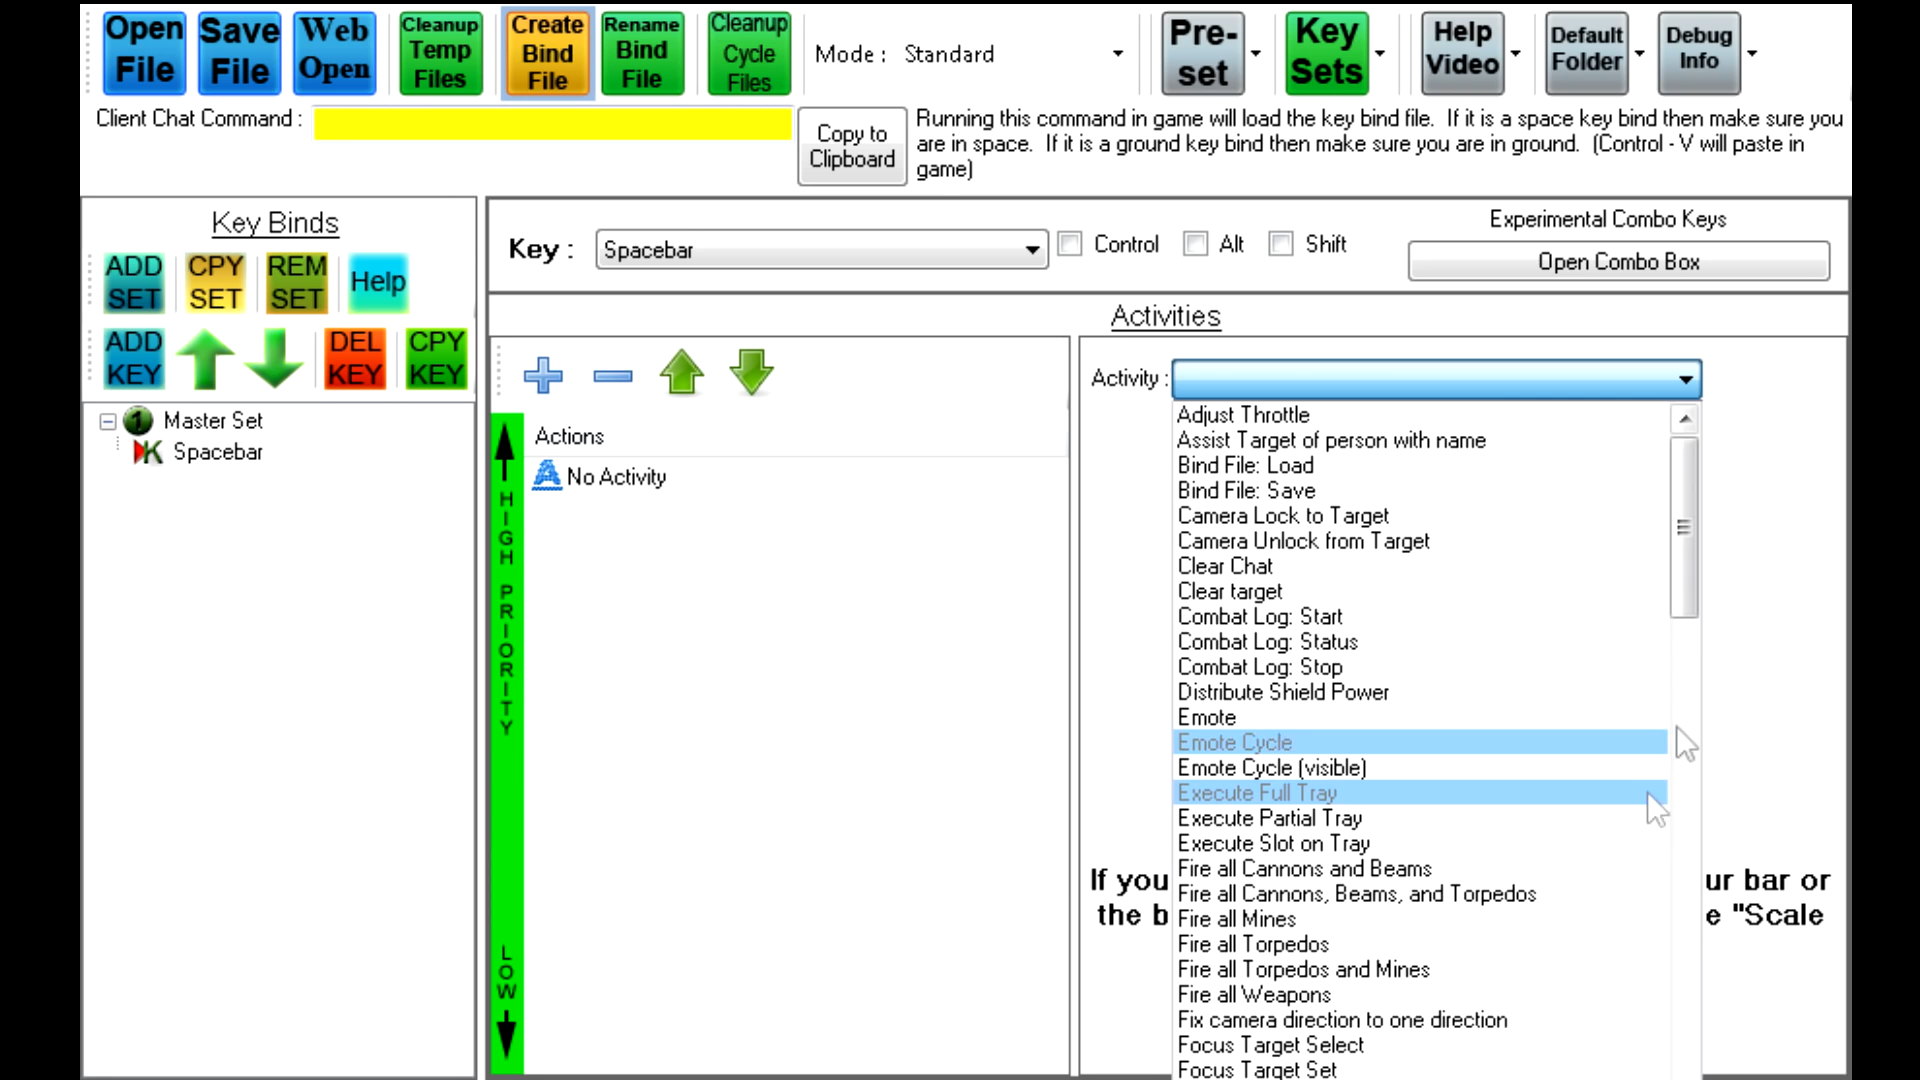 Open File
Save File
Web Open
Cleanup Temp Files
Create Bind File
Rename Bind File
Cleanup Cycle Files
Mode : Standard
Pre-set
Key Sets
Help Video
Default Folder
Debug Info
Client Chat Command :
Copy to Clipboard
Running this command in game will load the key bind file. If it is a space key bind then make sure you
are in space. If it is a ground key bind then make sure you are in ground. (Control - V will paste in
game)
Key Binds
ADD SET
CPY SET
REM SET
Help
ADD KEY
DEL KEY
CPY KEY
1 Master Set
K Spacebar
Key : Spacebar
Control
Alt
Shift
Experimental Combo Keys
Open Combo Box
Activities
HIGH PRIORITY
LOW
Actions
No Activity
Activity :
Adjust Throttle
Assist Target of person with name
Bind File: Load
Bind File: Save
Camera Lock to Target
Camera Unlock from Target
Clear Chat
Clear target
Combat Log: Start
Combat Log: Status
Combat Log: Stop
Distribute Shield Power
Emote
Emote Cycle
Emote Cycle (visible)
Execute Full Tray
Execute Partial Tray
Execute Slot on Tray
Fire all Cannons and Beams
Fire all Cannons, Beams, and Torpedos
Fire all Mines
Fire all Torpedos
Fire all Torpedos and Mines
Fire all Weapons
Fix camera direction to one direction
Focus Target Select
Focus Target Set
If you ur bar or
the b e "Scale